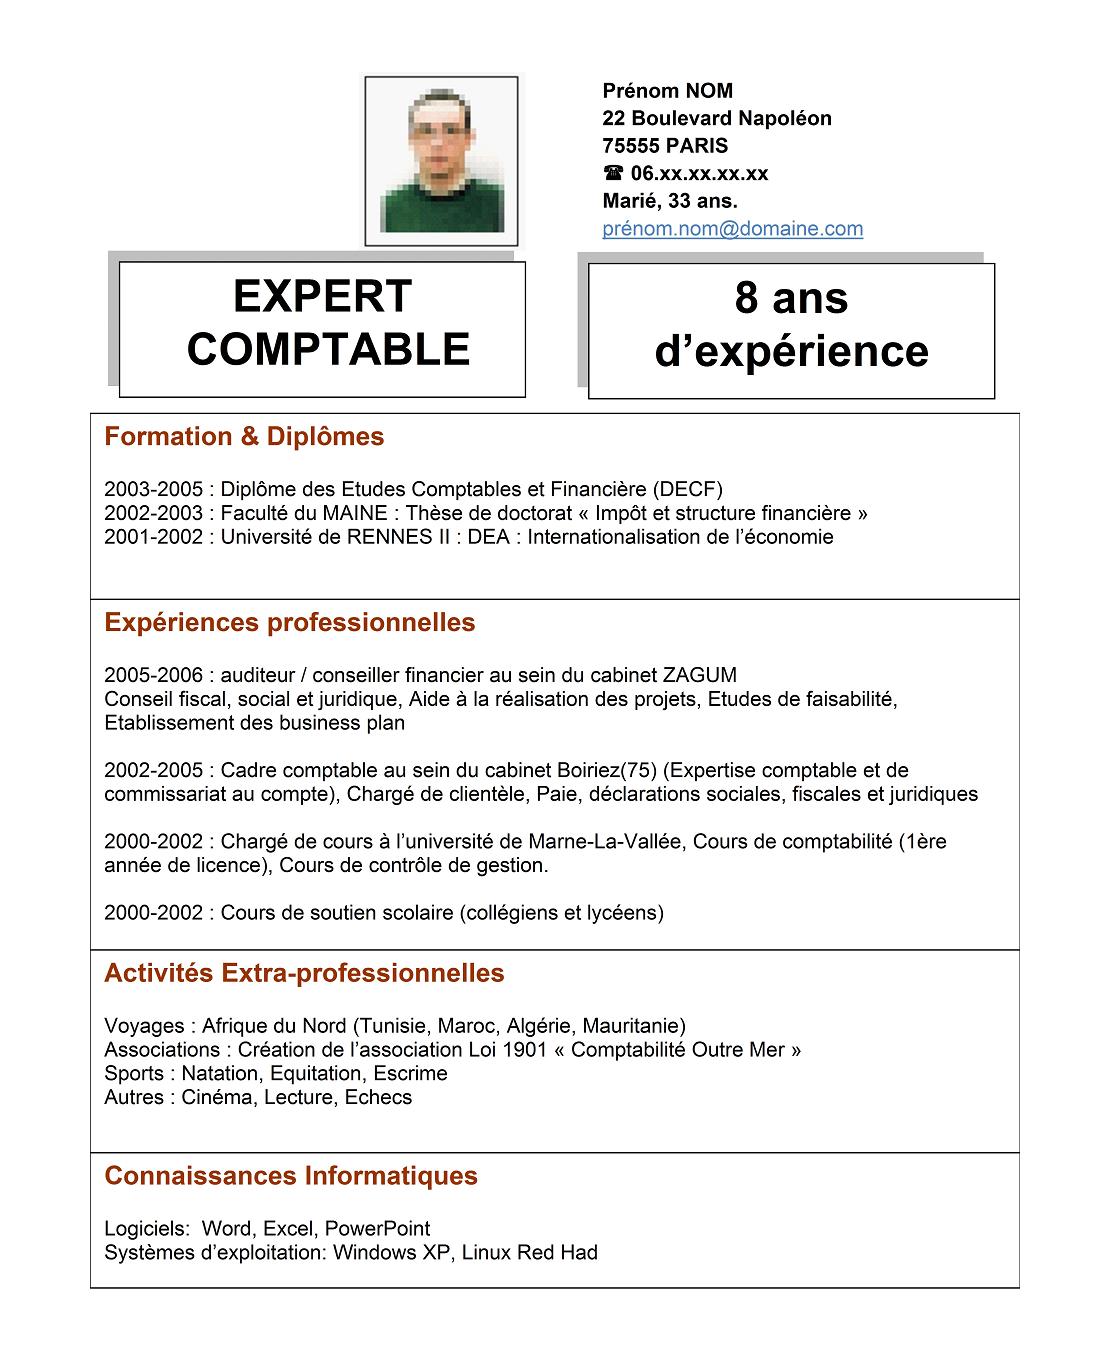 Prénom NOM
22 Boulevard Napoléon
75555 PARIS
☎ 06.xx.xx.xx.xx
Marié, 33 ans.
prénom.nom@domaine.com
EXPERT
COMPTABLE
8 ans
d’expérience
Formation & Diplômes
2003-2005 : Diplôme des Etudes Comptables et Financière (DECF)
2002-2003 : Faculté du MAINE : Thèse de doctorat « Impôt et structure financière »
2001-2002 : Université de RENNES II : DEA : Internationalisation de l’économie
Expériences professionnelles
2005-2006 : auditeur / conseiller financier au sein du cabinet ZAGUM
Conseil fiscal, social et juridique, Aide à la réalisation des projets, Etudes de faisabilité,
Etablissement des business plan
2002-2005 : Cadre comptable au sein du cabinet Boiriez(75) (Expertise comptable et de
commissariat au compte), Chargé de clientèle, Paie, déclarations sociales, fiscales et juridiques
2000-2002 : Chargé de cours à l’université de Marne-La-Vallée, Cours de comptabilité (1ère
année de licence), Cours de contrôle de gestion.
2000-2002 : Cours de soutien scolaire (collégiens et lycéens)
Activités Extra-professionnelles
Voyages : Afrique du Nord (Tunisie, Maroc, Algérie, Mauritanie)
Associations : Création de l’association Loi 1901 « Comptabilité Outre Mer »
Sports : Natation, Equitation, Escrime
Autres : Cinéma, Lecture, Echecs
Connaissances Informatiques
Logiciels:  Word, Excel, PowerPoint
Systèmes d’exploitation: Windows XP, Linux Red Had